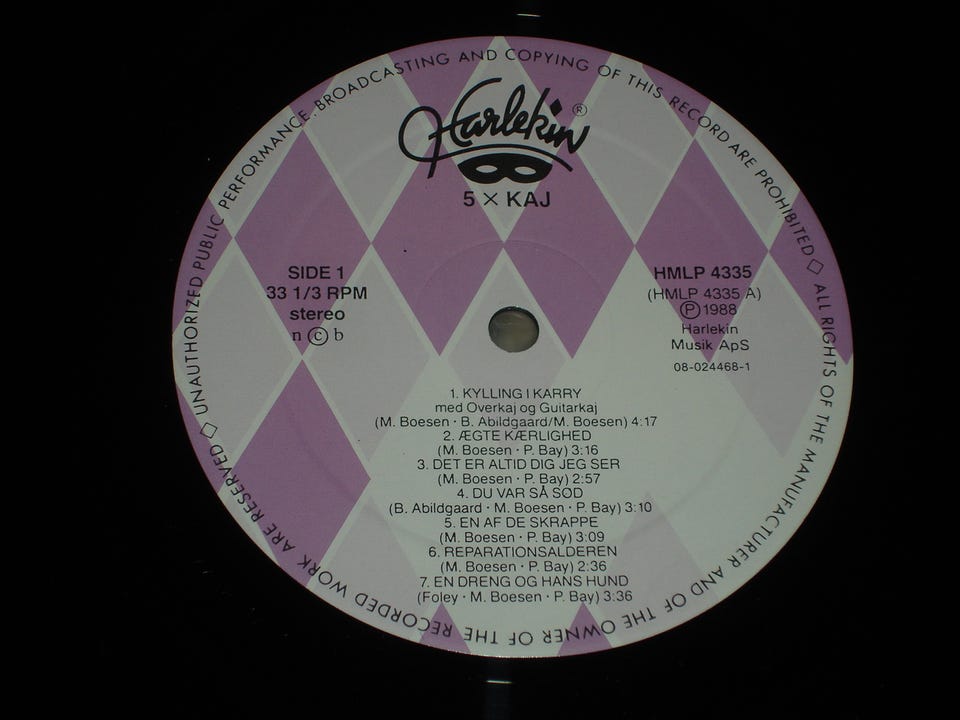 UNAUTHORIZED PUBLIC PERFORMANCE. BROADCASTING AND COPYING OF THIS RECORD ARE PROHIBITED ◇ ALL RIGHTS OF THE MANUFACTURER AND OF THE OWNER OF THE RECORDED WORK ARE RESERVED ◇
Harlekin ®
5 × KAJ
SIDE 1
33 1/3 RPM
stereo
n©b
HMLP 4335
(HMLP 4335 A)
℗ 1988
Harlekin
Musik ApS
08-024468-1
1. KYLLING I KARRY
med Overkaj og Guitarkaj
(M. Boesen · B. Abildgaard/M. Boesen) 4:17
2. ÆGTE KÆRLIGHED
(M. Boesen · P. Bay) 3:16
3. DET ER ALTID DIG JEG SER
(M. Boesen · P. Bay) 2:57
4. DU VAR SÅ SØD
(B. Abildgaard · M. Boesen · P. Bay) 3:10
5. EN AF DE SKRAPPE
(M. Boesen · P. Bay) 3:09
6. REPARATIONSALDEREN
(M. Boesen · P. Bay) 2:36
7. EN DRENG OG HANS HUND
(Foley · M. Boesen · P. Bay) 3:36